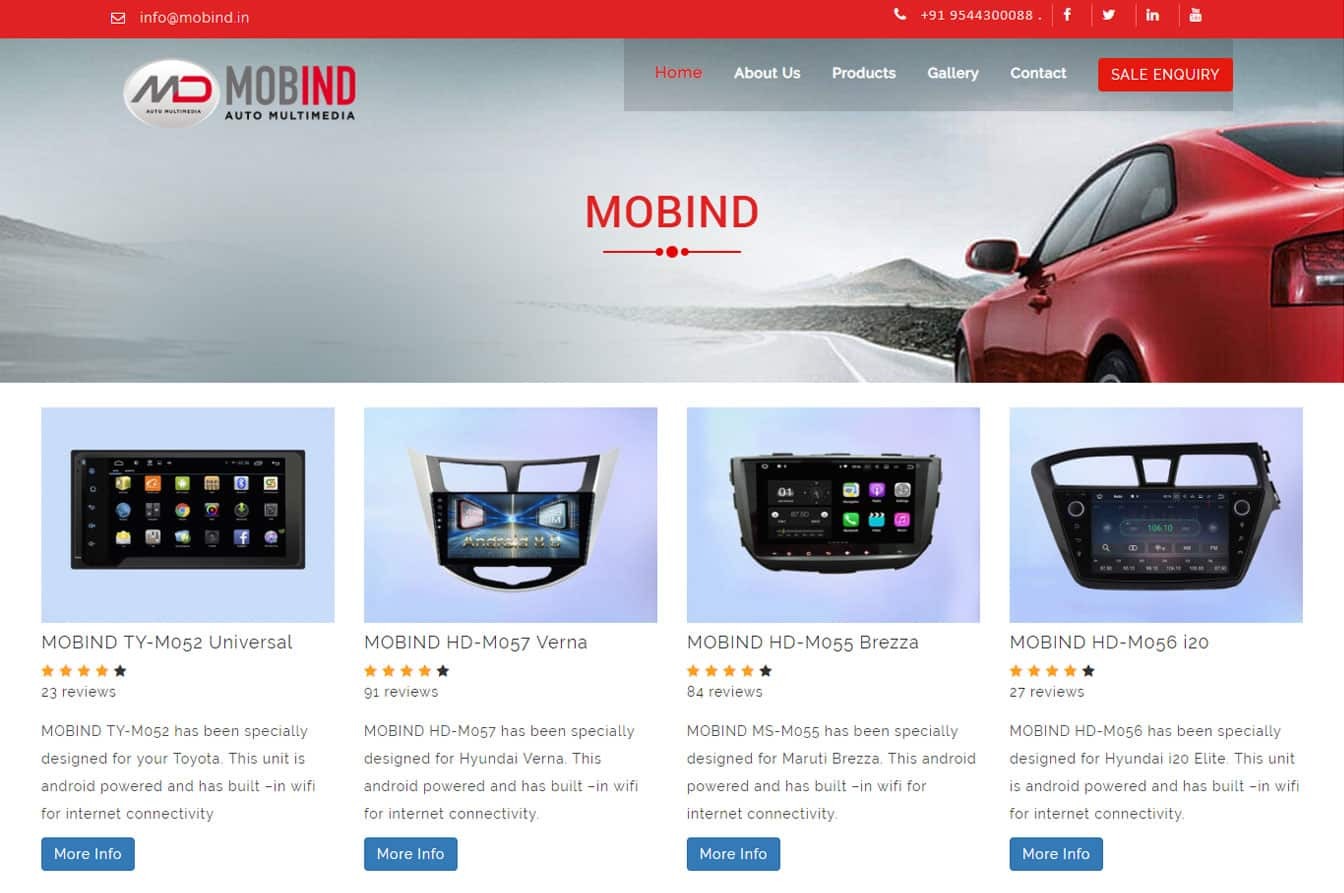 info@mobind.in
+91 9544300088 .
MD
AUTO MULTIMEDIA
MOBIND
AUTO MULTIMEDIA
Home About Us Products Gallery Contact SALE ENQUIRY
MOBIND
106.10
MOBIND TY-M052 Universal
23 reviews
MOBIND TY-M052 has been specially
designed for your Toyota. This unit is
android powered and has built –in wifi
for internet connectivity
More Info
MOBIND HD-M057 Verna
91 reviews
MOBIND HD-M057 has been specially
designed for Hyundai Verna. This
android powered and has built –in wifi
for internet connectivity.
More Info
MOBIND HD-M055 Brezza
84 reviews
MOBIND MS-M055 has been specially
designed for Maruti Brezza. This android
powered and has built –in wifi for
internet connectivity.
More Info
MOBIND HD-M056 i20
27 reviews
MOBIND HD-M056 has been specially
designed for Hyundai i20 Elite. This unit
is android powered and has built –in wifi
for internet connectivity.
More Info